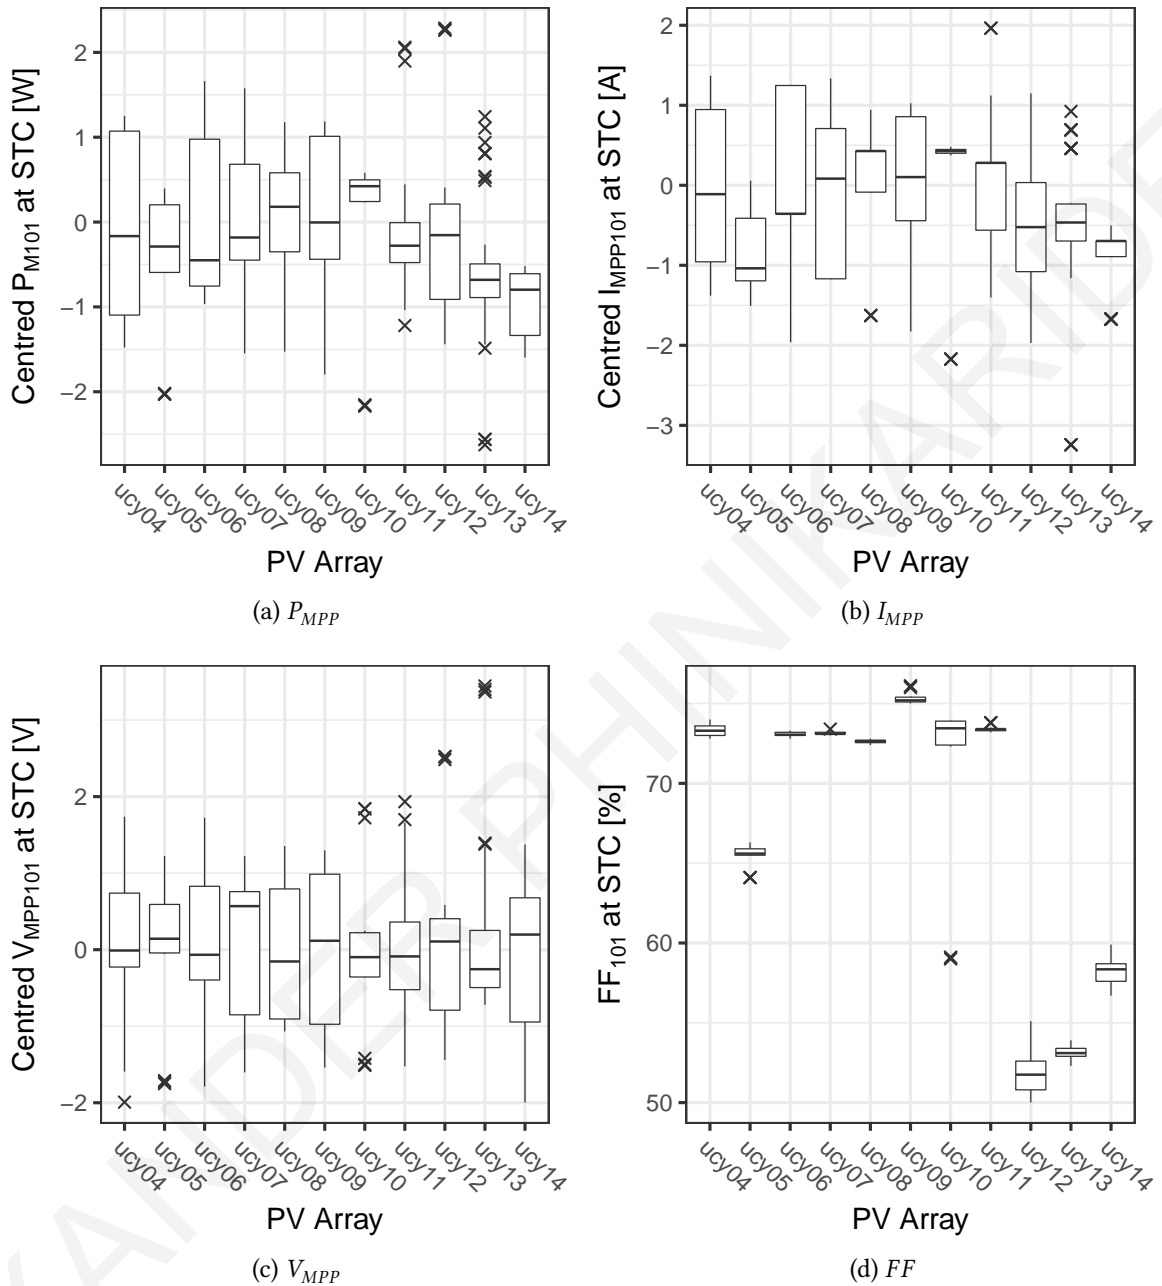 2
1
0
−1
−2
Centred P_M101 at STC [W]
ucy04 ucy05 ucy06 ucy07 ucy08 ucy09 ucy10 ucy11 ucy12 ucy13 ucy14
PV Array
(a) P_MPP
2
1
0
−1
−2
−3
Centred I_MPP101 at STC [A]
ucy04 ucy05 ucy06 ucy07 ucy08 ucy09 ucy10 ucy11 ucy12 ucy13 ucy14
PV Array
(b) I_MPP
2
0
−2
Centred V_MPP101 at STC [V]
ucy04 ucy05 ucy06 ucy07 ucy08 ucy09 ucy10 ucy11 ucy12 ucy13 ucy14
PV Array
(c) V_MPP
70
60
50
FF_101 at STC [%]
ucy04 ucy05 ucy06 ucy07 ucy08 ucy09 ucy10 ucy11 ucy12 ucy13 ucy14
PV Array
(d) FF
KANDER PHINIKARIDE